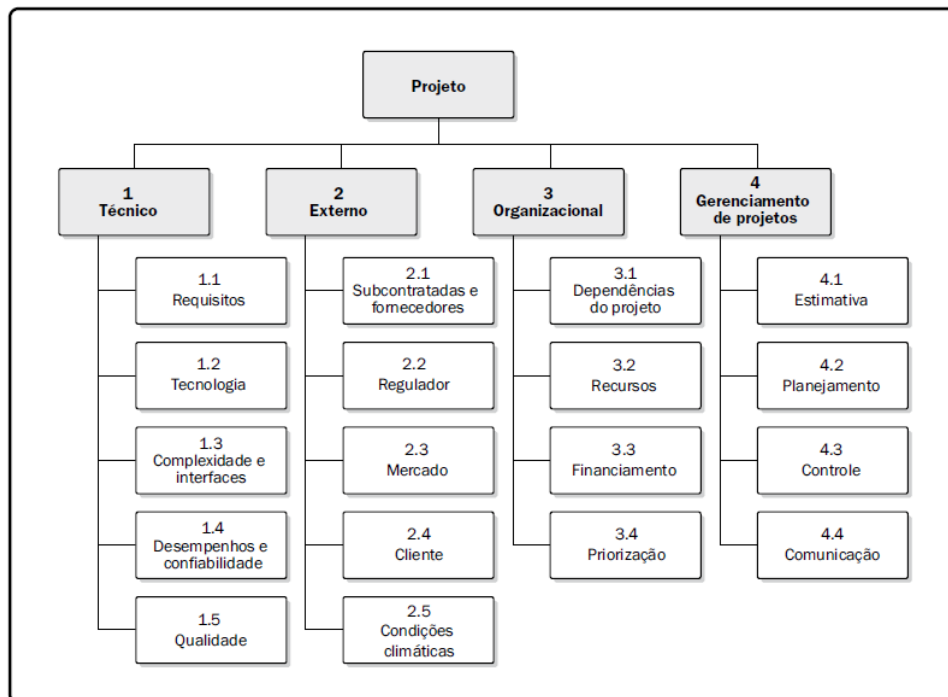 Projeto
1
Técnico
1.1
Requisitos
1.2
Tecnologia
1.3
Complexidade e
interfaces
1.4
Desempenhos e
confiabilidade
1.5
Qualidade
2
Externo
2.1
Subcontratadas e
fornecedores
2.2
Regulador
2.3
Mercado
2.4
Cliente
2.5
Condições
climáticas
3
Organizacional
3.1
Dependências
do projeto
3.2
Recursos
3.3
Financiamento
3.4
Priorização
4
Gerenciamento
de projetos
4.1
Estimativa
4.2
Planejamento
4.3
Controle
4.4
Comunicação